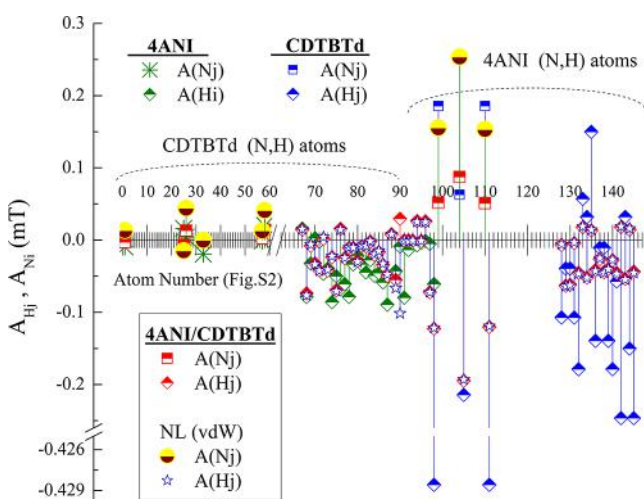 0.3
0.2
0.1
0.0
-0.1
-0.2
-0.426
-0.429
A_Hj , A_Ni (mT)
4ANI
A(Nj)
A(Hi)
CDTBTd
A(Nj)
A(Hj)
4ANI (N,H) atoms
CDTBTd (N,H) atoms
0 10 20 30 40 50 60 70 80 90 100 110 120 130 140
Atom Number (Fig.S2)
4ANI/CDTBTd
A(Nj)
A(Hj)
NL (vdW)
A(Nj)
A(Hj)